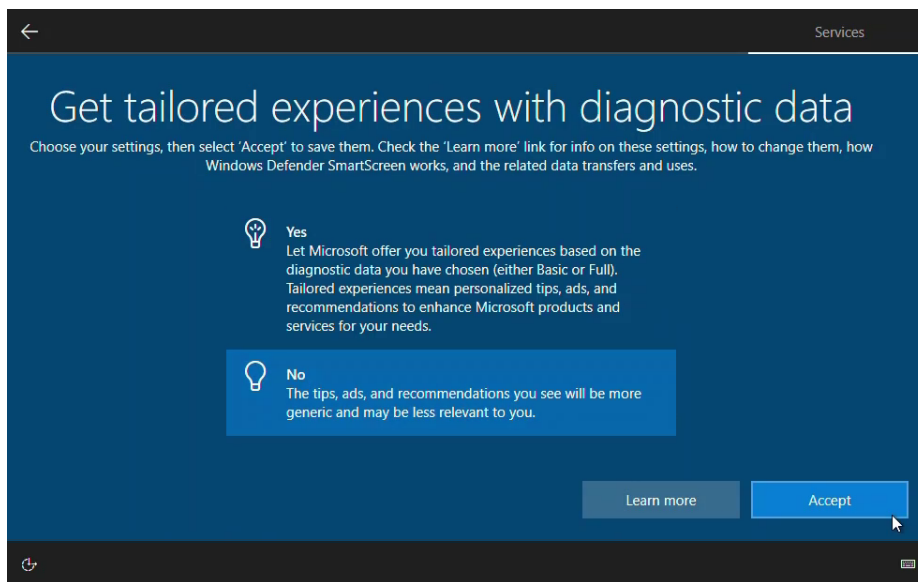 Services
Get tailored experiences with diagnostic data
Choose your settings, then select 'Accept' to save them. Check the 'Learn more' link for info on these settings, how to change them, how
Windows Defender SmartScreen works, and the related data transfers and uses.
Yes
Let Microsoft offer you tailored experiences based on the
diagnostic data you have chosen (either Basic or Full).
Tailored experiences mean personalized tips, ads, and
recommendations to enhance Microsoft products and
services for your needs.
No
The tips, ads, and recommendations you see will be more
generic and may be less relevant to you.
Learn more
Accept